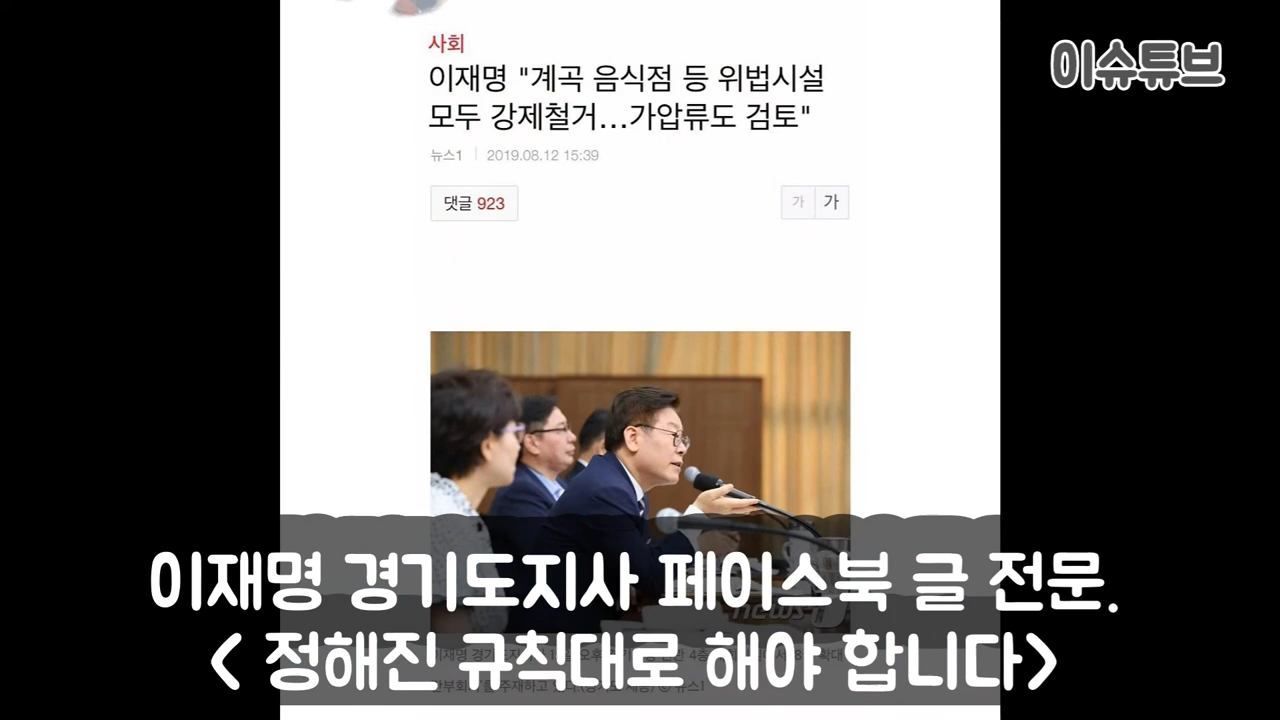 이슈튜브
사회
이재명 "계곡 음식점 등 위법시설
모두 강제철거...가압류도 검토"
뉴스1 2019.08.12 15:39
댓글 923
가 가
이재명 경기도지사 페이스북 글 전문.
< 정해진 규칙대로 해야 합니다>